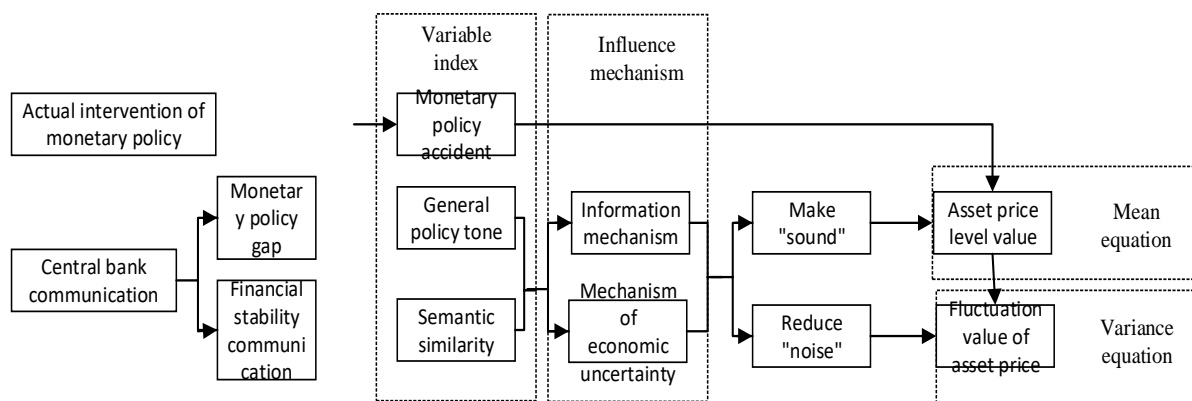 Variable
index
Influence
mechanism
Actual intervention of
monetary policy
Monetary
policy
accident
Monetar
y policy
gap
General
policy tone
Information
mechanism
Make
"sound"
Asset price
level value
Mean
equation
Central bank
communication
Financial
stability
communi
cation
Semantic
similarity
Mechanism
of
economic
uncertainty
Reduce
"noise"
Fluctuation
value of
asset price
Variance
equation